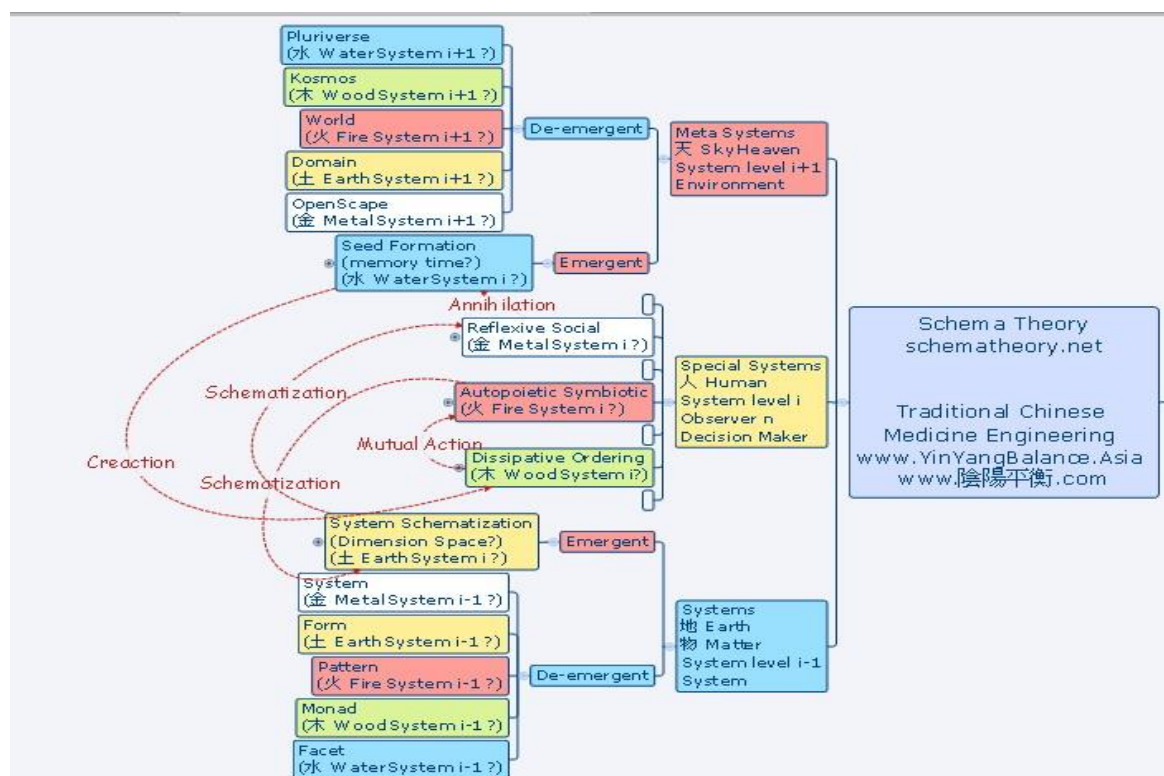 Pluriverse
(水 WaterSystem i+1?)
Kosmos
(木 WoodSystem i+1?)
World
(火 FireSystem i+1?)
Domain
(土 EarthSystem i+1?)
OpenScape
(金 MetalSystem i+1?)
De-emergent
Meta Systems
天 SkyHeaven
System level i+1
Environment
Seed Formation
(memory time?)
(水 WaterSystem i?)
Emergent
Annihilation
Reflexive Social
(金 MetalSystem i?)
Schematization
Autopoietic Symbiotic
(火 FireSystem i?)
Mutual Action
Creaction
Dissipative Ordering
(木 WoodSystem i?)
Schematization
Special Systems
人 Human
System level i
Observer n
Decision Maker
Schema Theory
schematheory.net
Traditional Chinese
Medicine Engineering
www.YinYangBalance.Asia
www.陰陽平衡.com
System Schematization
(Dimension Space?)
(土 EarthSystem i?)
Emergent
System
(金 MetalSystem i-1?)
Form
(土 EarthSystem i-1?)
Pattern
(火 FireSystem i-1?)
Monad
(木 WoodSystem i-1?)
Facet
(水 WaterSystem i-1?)
De-emergent
Systems
地 Earth
物 Matter
System level i-1
System